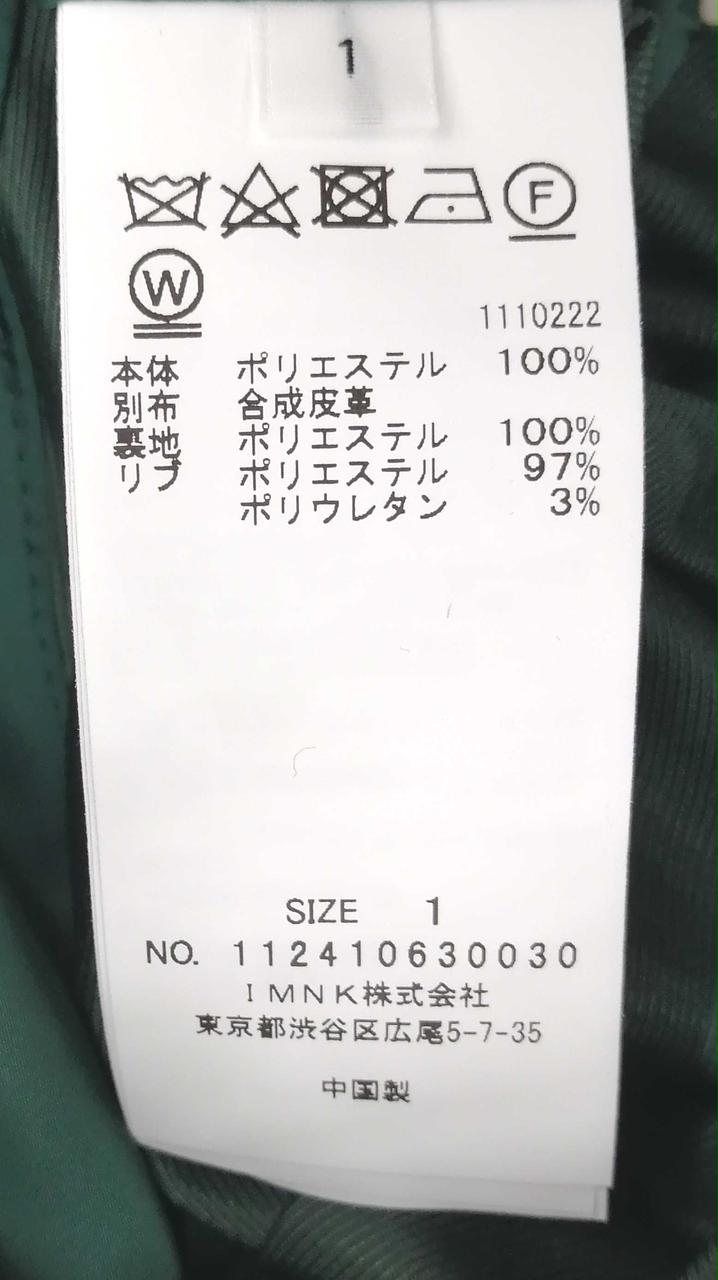 1
F
W
1110222
本体 ポリエステル 100%
別布 合成皮革
裏地 ポリエステル 100%
リブ ポリエステル 97%
ポリウレタン 3%
SIZE 1
NO. 112410630030
IMNK株式会社
東京都渋谷区広尾5-7-35
中国製